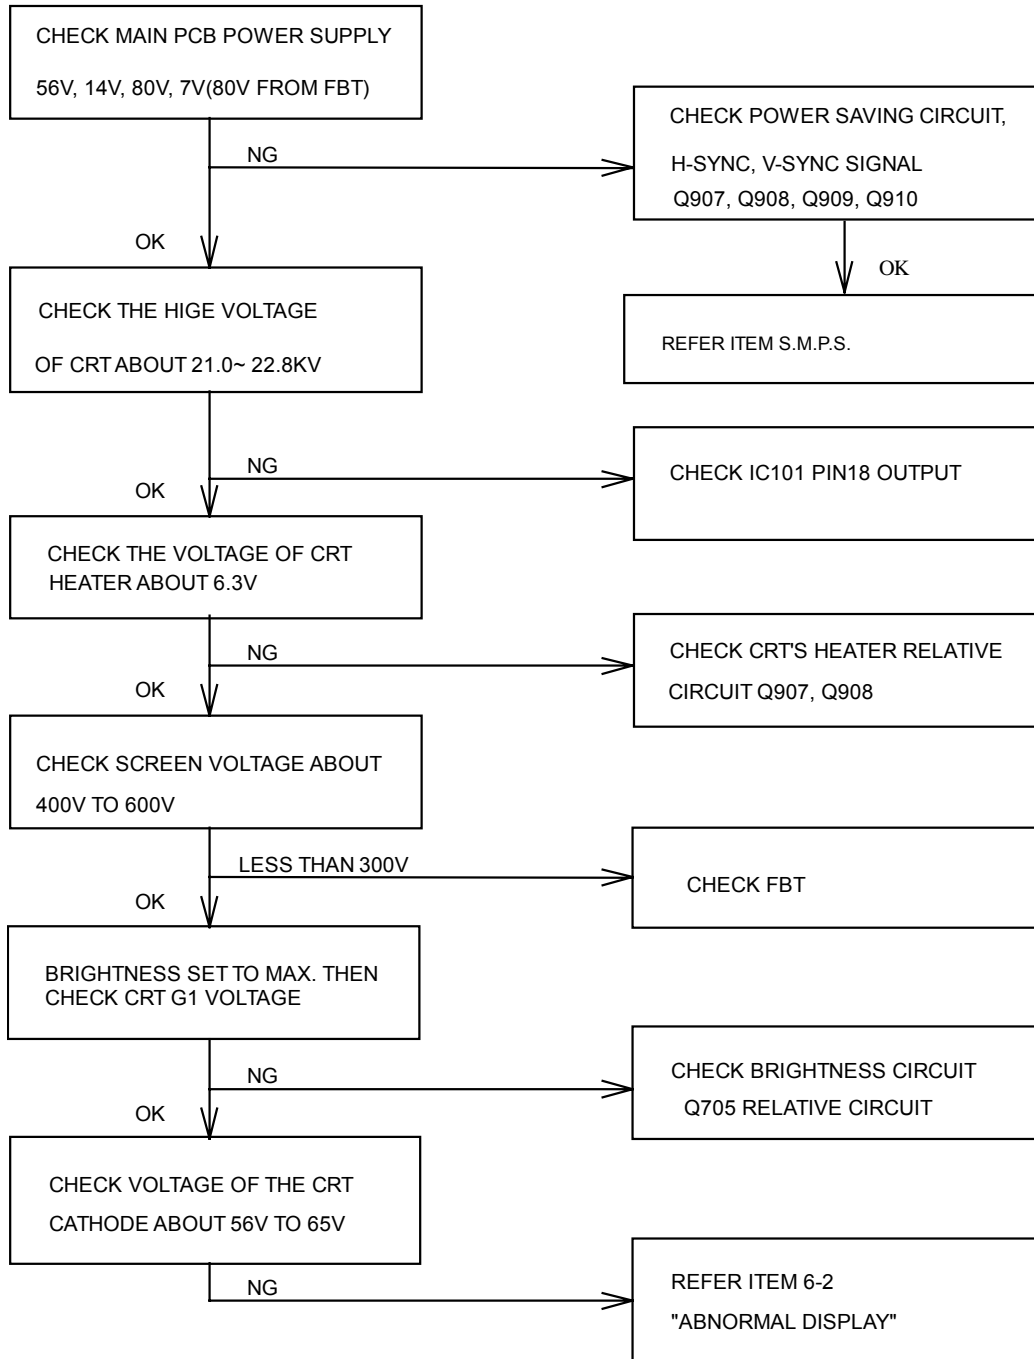 CHECK MAIN PCB POWER SUPPLY
56V, 14V, 80V, 7V(80V FROM FBT)
NG
CHECK POWER SAVING CIRCUIT,
H-SYNC, V-SYNC SIGNAL
Q907, Q908, Q909, Q910
OK
OK
REFER ITEM S.M.P.S.
CHECK THE HIGE VOLTAGE
OF CRT ABOUT 21.0~ 22.8KV
NG
CHECK IC101 PIN18 OUTPUT
OK
CHECK THE VOLTAGE OF CRT
HEATER ABOUT 6.3V
NG
CHECK CRT'S HEATER RELATIVE
CIRCUIT Q907, Q908
OK
CHECK SCREEN VOLTAGE ABOUT
400V TO 600V
LESS THAN 300V
CHECK FBT
OK
BRIGHTNESS SET TO MAX. THEN
CHECK CRT G1 VOLTAGE
NG
CHECK BRIGHTNESS CIRCUIT
Q705 RELATIVE CIRCUIT
OK
CHECK VOLTAGE OF THE CRT
CATHODE ABOUT 56V TO 65V
NG
REFER ITEM 6-2
"ABNORMAL DISPLAY"